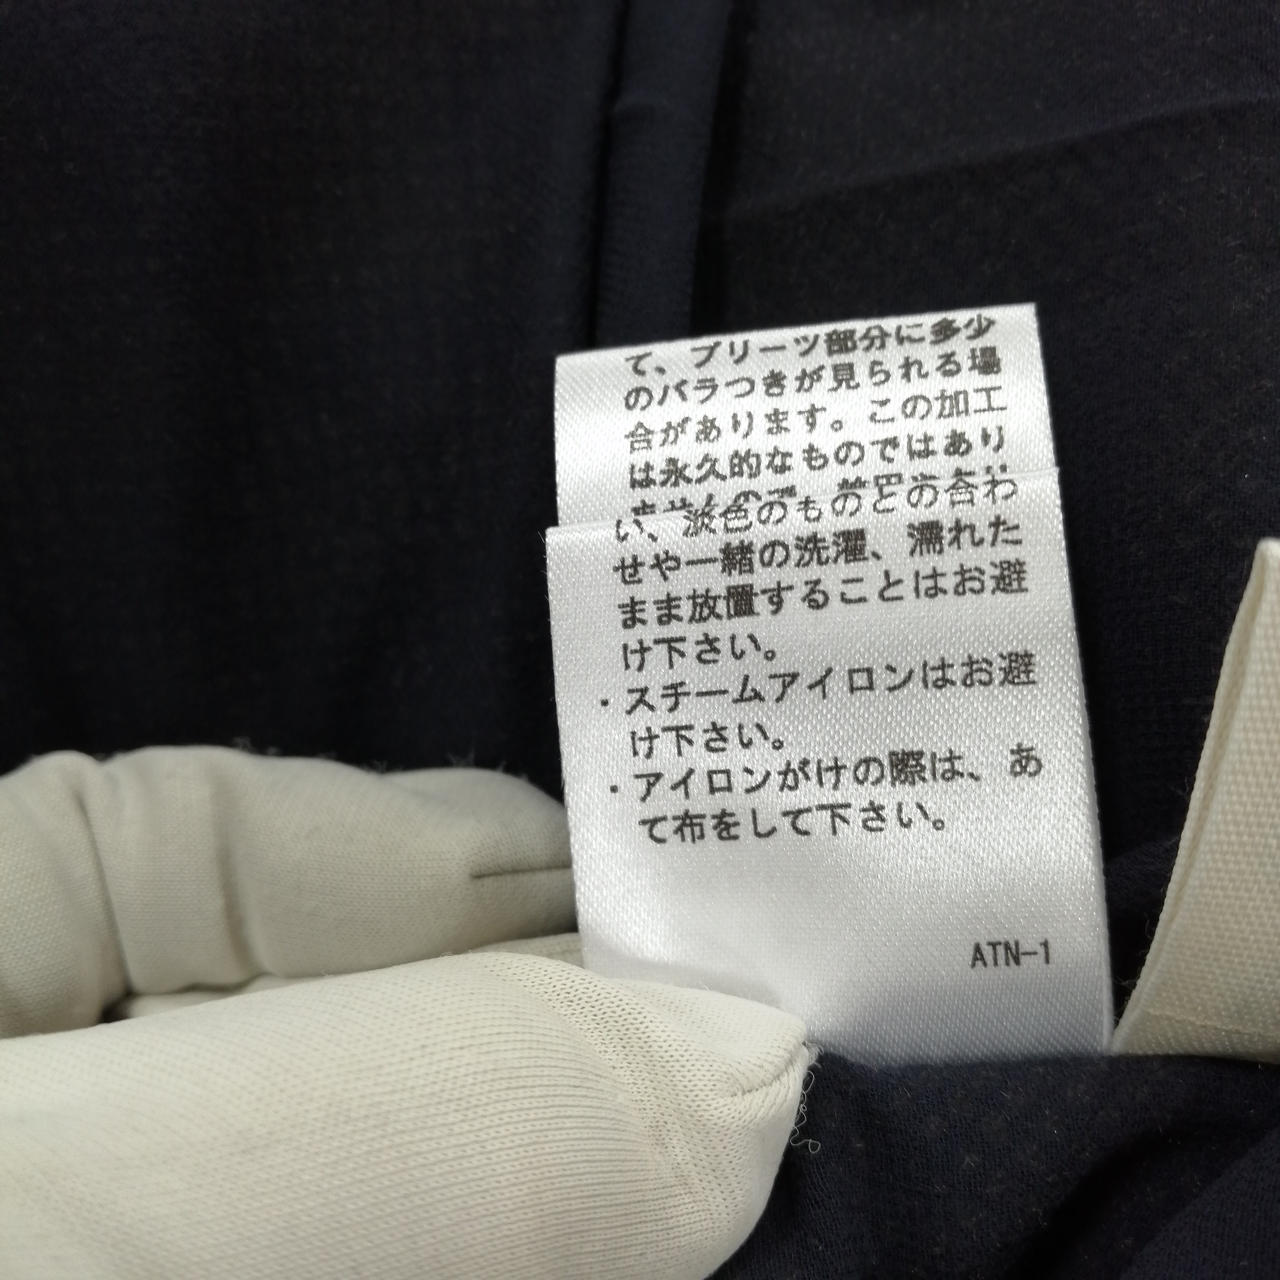 て、プリーツ部分に多少
のバラつきが見られる場
合があります。この加工
は永久的なものではあり
ませんので、
い、淡色のものとの合わ
せや一緒の洗濯、濡れた
まま放置することはお避
け下さい。
・スチームアイロンはお避
け下さい。
・アイロンがけの際は、あ
て布をして下さい。
ATN-1